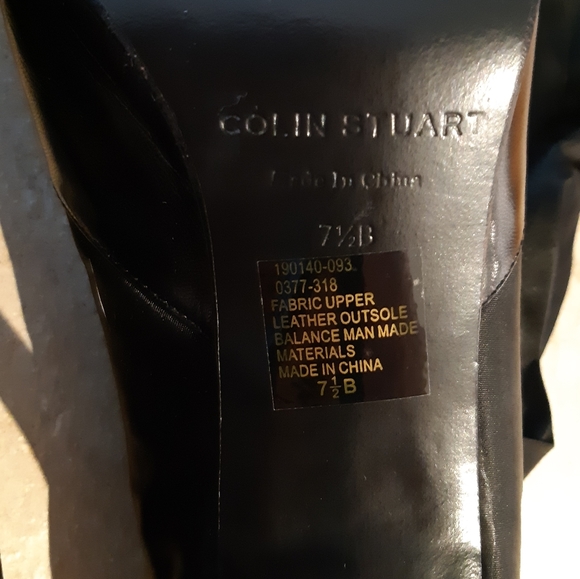 COLIN STUART
Made In China
7½B
190140-093
0377-318
FABRIC UPPER
LEATHER OUTSOLE
BALANCE MAN MADE
MATERIALS
MADE IN CHINA
7½B